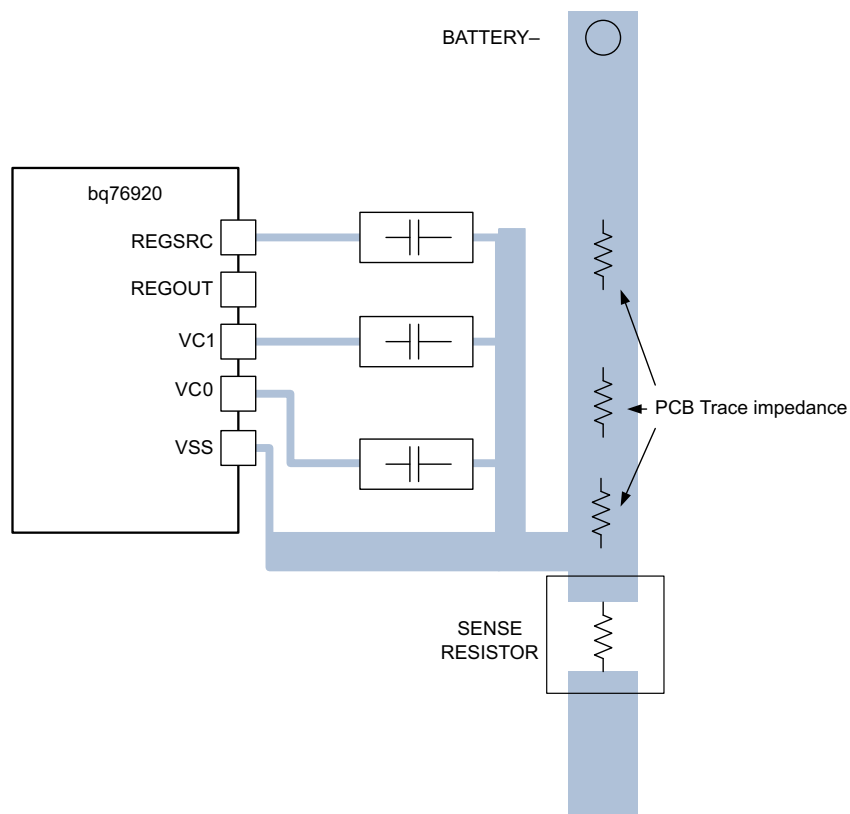 BATTERY–
bq76920
REGSRC
REGOUT
VC1
VC0
VSS
PCB Trace impedance
SENSE
RESISTOR